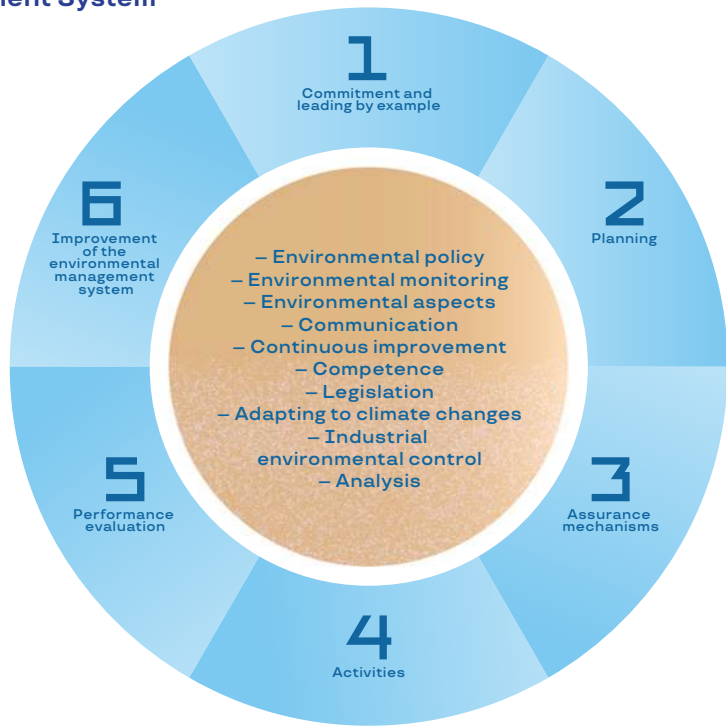 ent System
1
Commitment and
leading by example
2
Planning
3
Assurance
mechanisms
4
Activities
5
Performance
evaluation
6
Improvement
of the
environmental
management
system
– Environmental policy
– Environmental monitoring
– Environmental aspects
– Communication
– Continuous improvement
– Competence
– Legislation
– Adapting to climate changes
– Industrial
environmental control
– Analysis